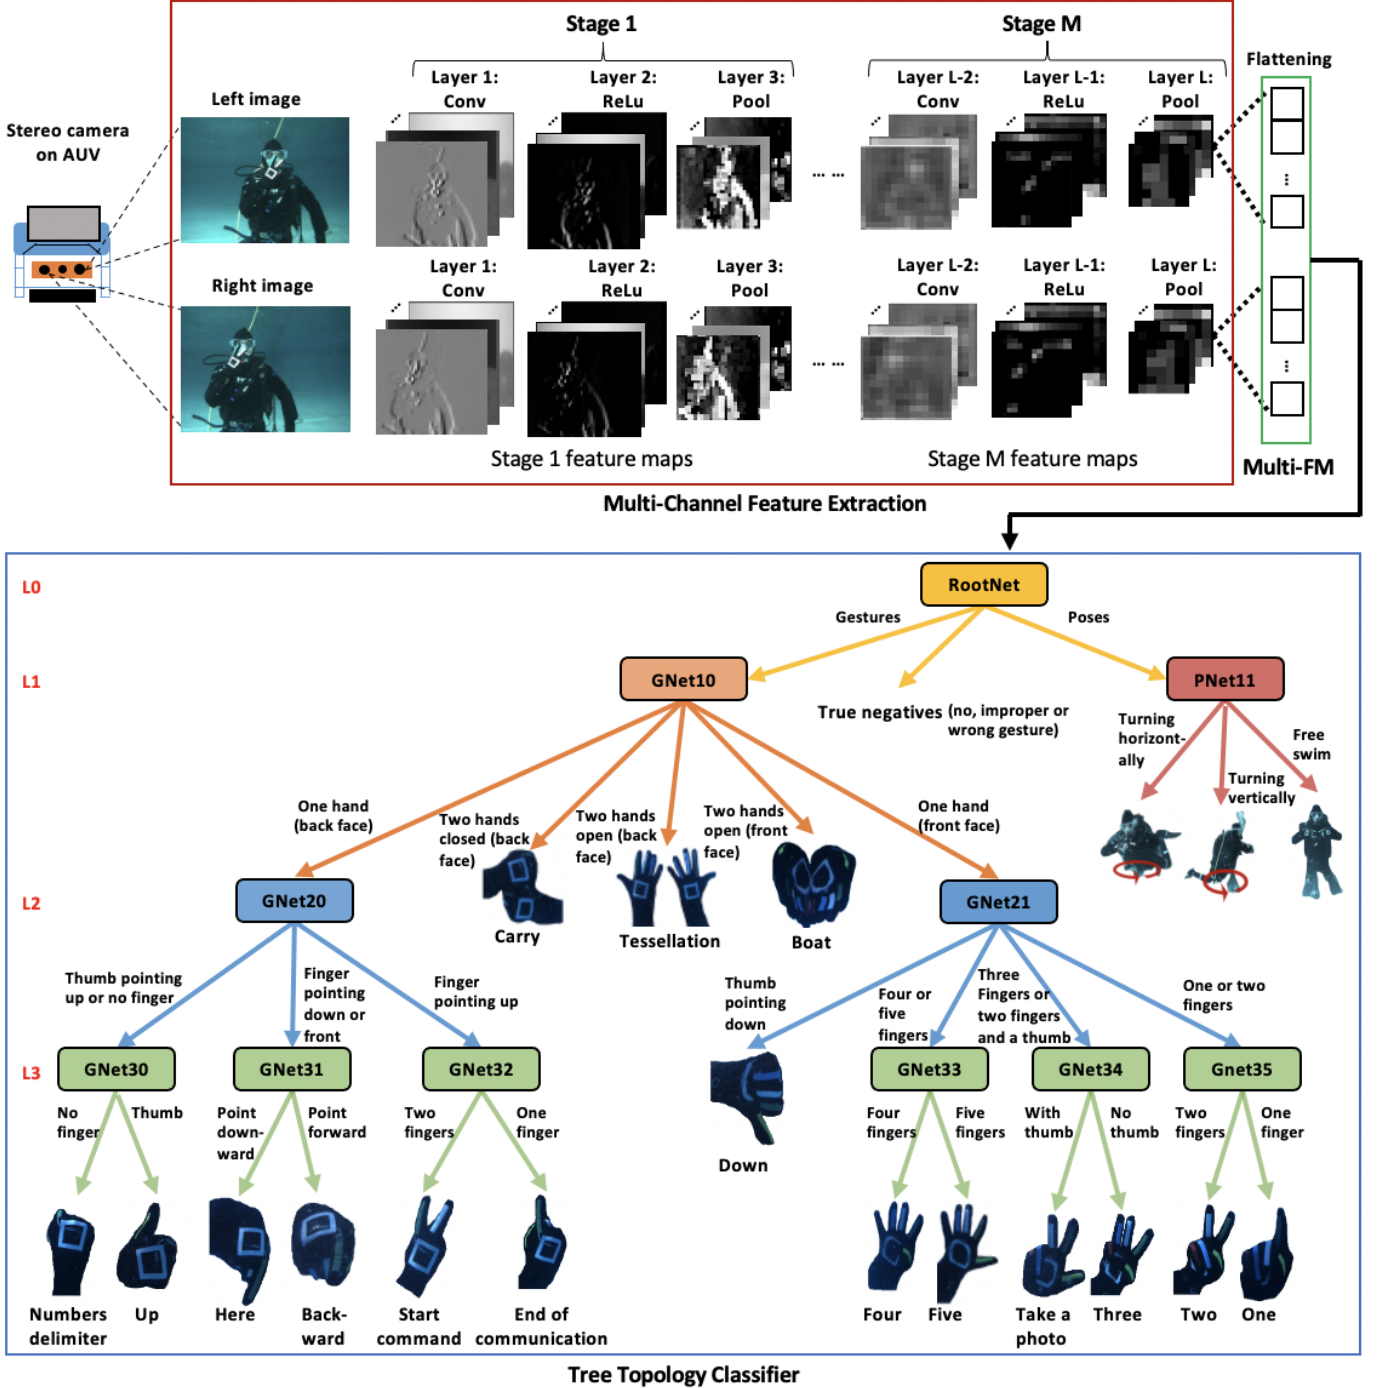 Stage 1
Stage M
Layer 1:
Conv
Layer 2:
ReLu
Layer 3:
Pool
Layer L-2:
Conv
Layer L-1:
ReLu
Layer L:
Pool
Flattening
Left image
Stereo camera
on AUV
... ...
...
Right image
Layer 1:
Conv
Layer 2:
ReLu
Layer 3:
Pool
Layer L-2:
Conv
Layer L-1:
ReLu
Layer L:
Pool
... ...
...
Stage 1 feature maps
Stage M feature maps
Multi-FM
Multi-Channel Feature Extraction
L0
RootNet
Gestures
Poses
L1
GNet10
PNet11
True negatives (no, improper or
wrong gesture)
Turning
horizont-
ally
Free
swim
Turning
vertically
One hand
(back face)
Two hands
closed (back
face)
Two hands
open (back
face)
Two hands
open (front
face)
One hand
(front face)
L2
GNet20
GNet21
Carry
Tessellation
Boat
Thumb pointing
up or no finger
Finger
pointing
down or
front
Finger
pointing up
Thumb
pointing
down
Four or
five
fingers
Three
Fingers or
two fingers
and a thumb
One or two
fingers
L3
GNet30
GNet31
GNet32
GNet33
GNet34
Gnet35
No
finger
Thumb
Point
down-
ward
Point
forward
Two
fingers
One
finger
Down
Four
fingers
Five
fingers
With
thumb
No
thumb
Two
fingers
One
finger
Numbers
delimiter
Up
Here
Back-
ward
Start
command
End of
communication
Four
Five
Take a
photo
Three
Two
One
Tree Topology Classifier